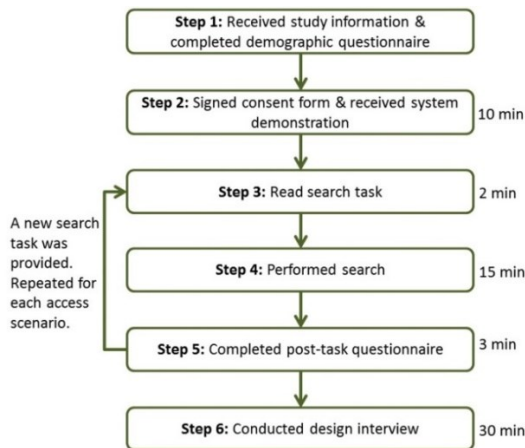 Step 1: Received study information &
completed demographic questionnaire
Step 2: Signed consent form & received system
demonstration
10 min
Step 3: Read search task
2 min
A new search
task was
provided.
Repeated for
each access
scenario.
Step 4: Performed search
15 min
Step 5: Completed post-task questionnaire
3 min
Step 6: Conducted design interview
30 min